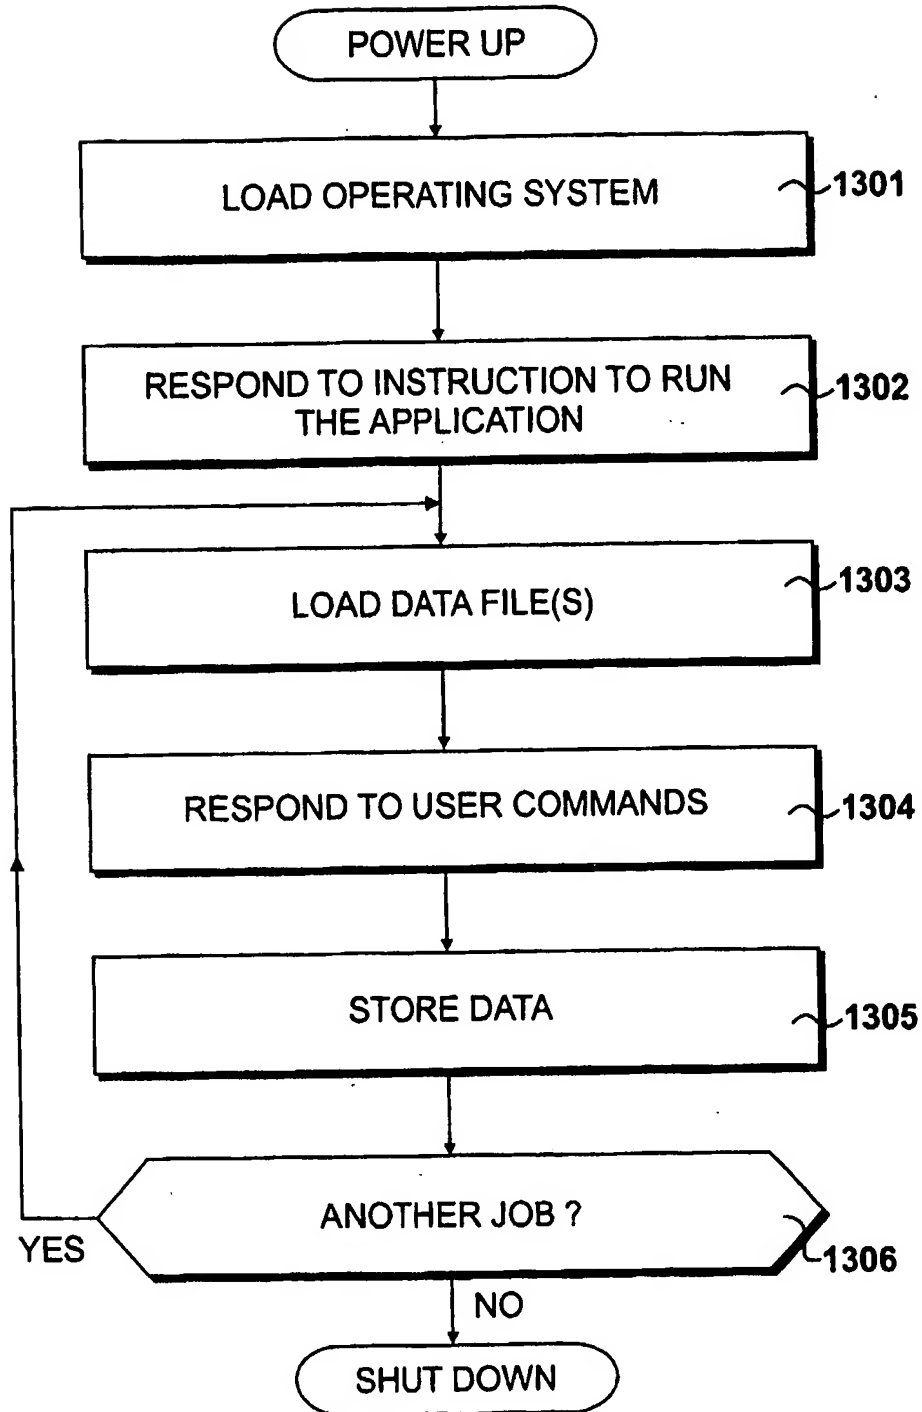 POWER UP
LOAD OPERATING SYSTEM
1301
RESPOND TO INSTRUCTION TO RUN
THE APPLICATION
1302
LOAD DATA FILE(S)
1303
RESPOND TO USER COMMANDS
1304
STORE DATA
1305
ANOTHER JOB ?
1306
YES
NO
SHUT DOWN